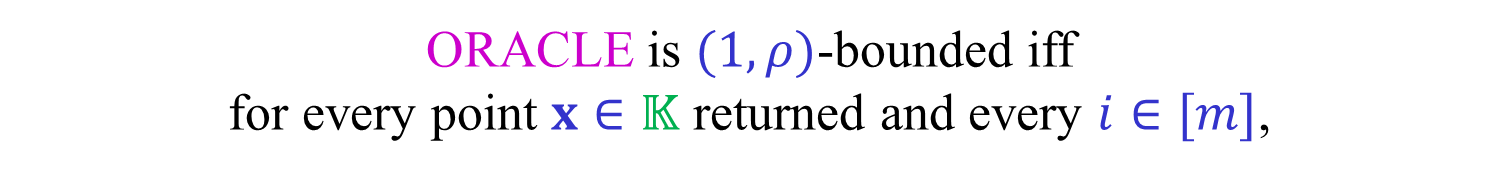 ORACLE is (1, ρ)-bounded iff
for every point 𝐱 ∈ 𝕂 returned and every 𝑖 ∈ [𝑚],